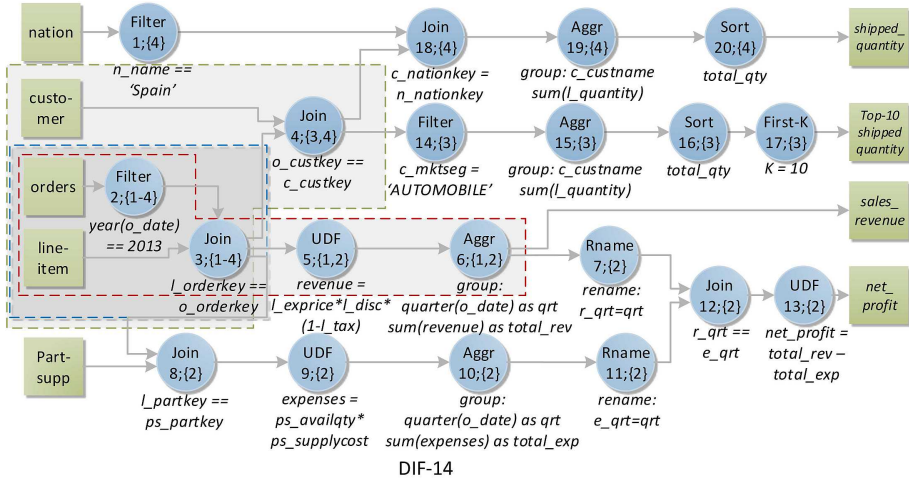 nation
Filter
1;{4}
n_name ==
‘Spain’
Join
18;{4}
c_nationkey =
n_nationkey
Aggr
19;{4}
group: c_custname
sum(l_quantity)
Sort
20;{4}
total_qty
shipped_
quantity
custo-
mer
Join
4;{3,4}
o_custkey ==
c_custkey
Filter
14;{3}
c_mktseg =
‘AUTOMOBILE’
Aggr
15;{3}
group: c_custname
sum(l_quantity)
Sort
16;{3}
total_qty
First-K
17;{3}
K = 10
Top-10
shipped
quantity
orders
Filter
2;{1-4}
year(o_date)
== 2013
line-
item
Join
3;{1-4}
l_orderkey ==
o_orderkey
UDF
5;{1,2}
revenue =
l_exprice*l_disc*
(1-l_tax)
Aggr
6;{1,2}
group:
quarter(o_date) as qrt
sum(revenue) as total_rev
sales_
revenue
Rname
7;{2}
rename:
r_qrt=qrt
Join
12;{2}
r_qrt ==
e_qrt
UDF
13;{2}
net_profit =
total_rev –
total_exp
net_
profit
Part-
supp
Join
8;{2}
l_partkey ==
ps_partkey
UDF
9;{2}
expenses =
ps_availqty*
ps_supplycost
Aggr
10;{2}
group:
quarter(o_date) as qrt
sum(expenses) as total_exp
Rname
11;{2}
rename:
e_qrt=qrt
DIF-14